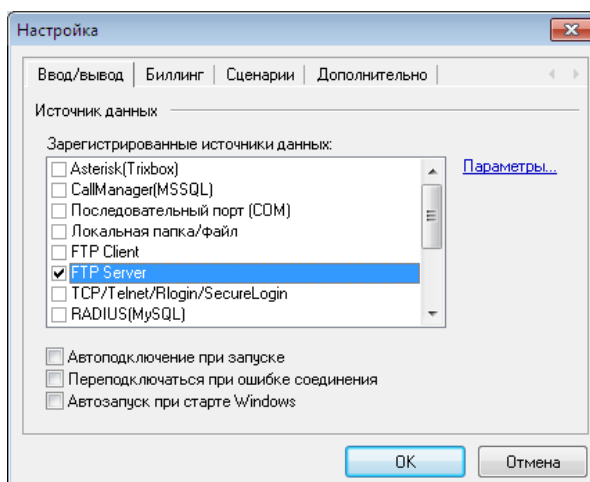 Настройка
Ввод/вывод Биллинг Сценарии Дополнительно
Источник данных
Зарегистрированные источники данных:
Asterisk(Trixbox)
Параметры...
CallManager(MSSQL)
Последовательный порт (COM)
Локальная папка/файл
FTP Client
FTP Server
TCP/Telnet/Rlogin/SecureLogin
RADIUS(MySQL)
Автоподключение при запуске
Переподключаться при ошибке соединения
Автозапуск при старте Windows
OK Отмена